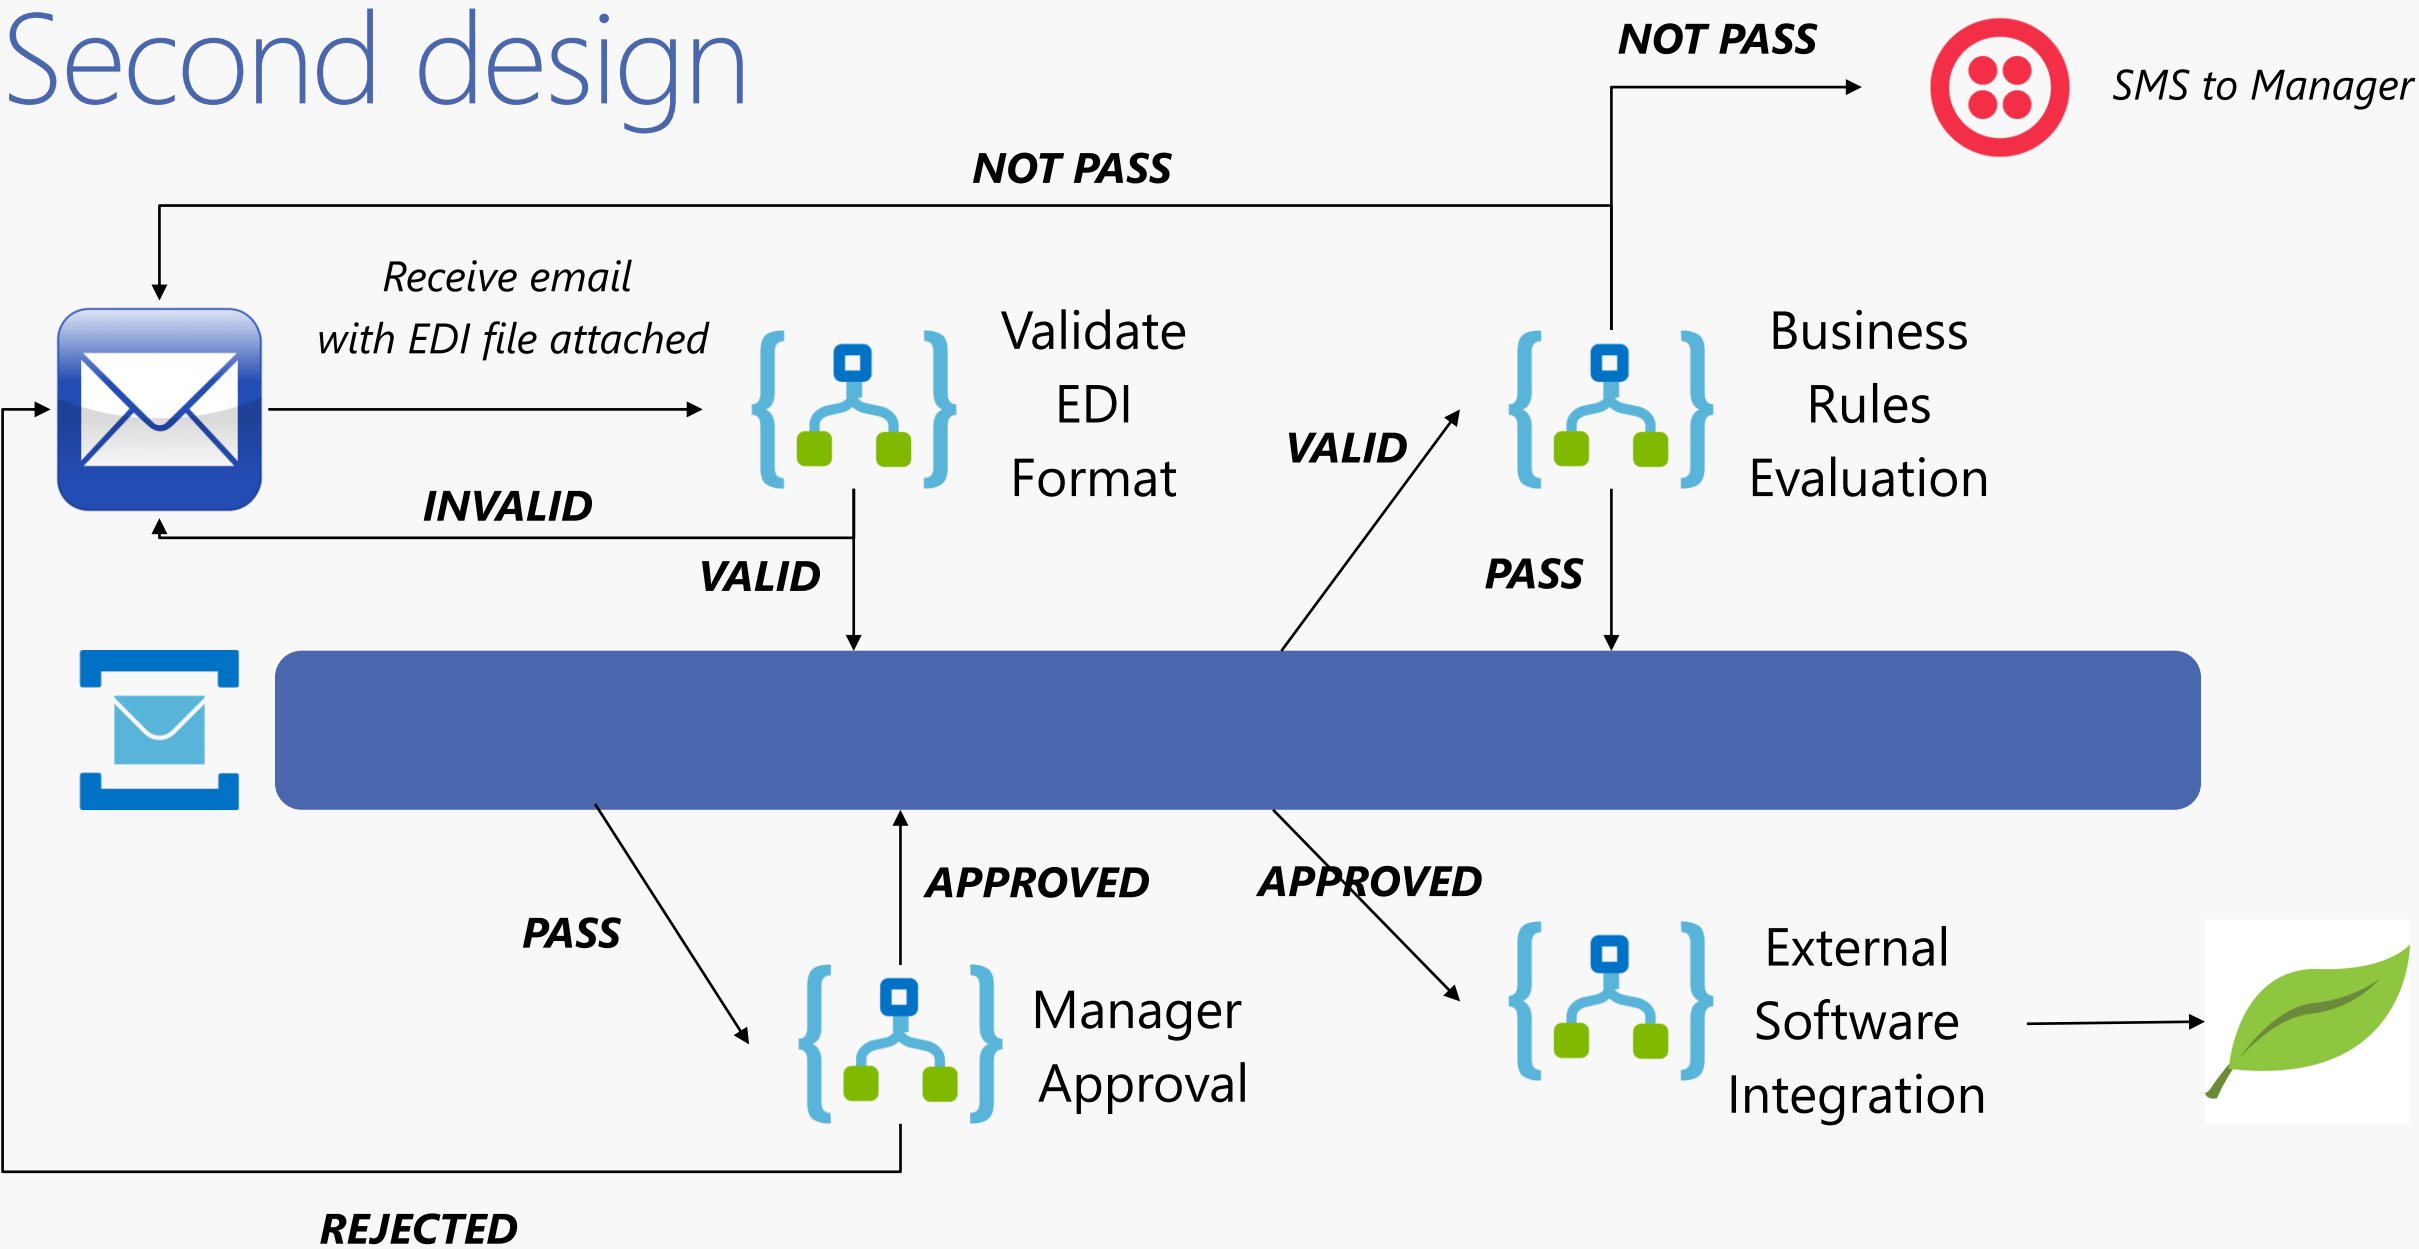 Second design
NOT PASS
SMS to Manager
NOT PASS
Receive email
with EDI file attached
Validate
EDI
Format
Business
Rules
Evaluation
VALID
INVALID
VALID
PASS
APPROVED
APPROVED
PASS
Manager
Approval
External
Software
Integration
REJECTED